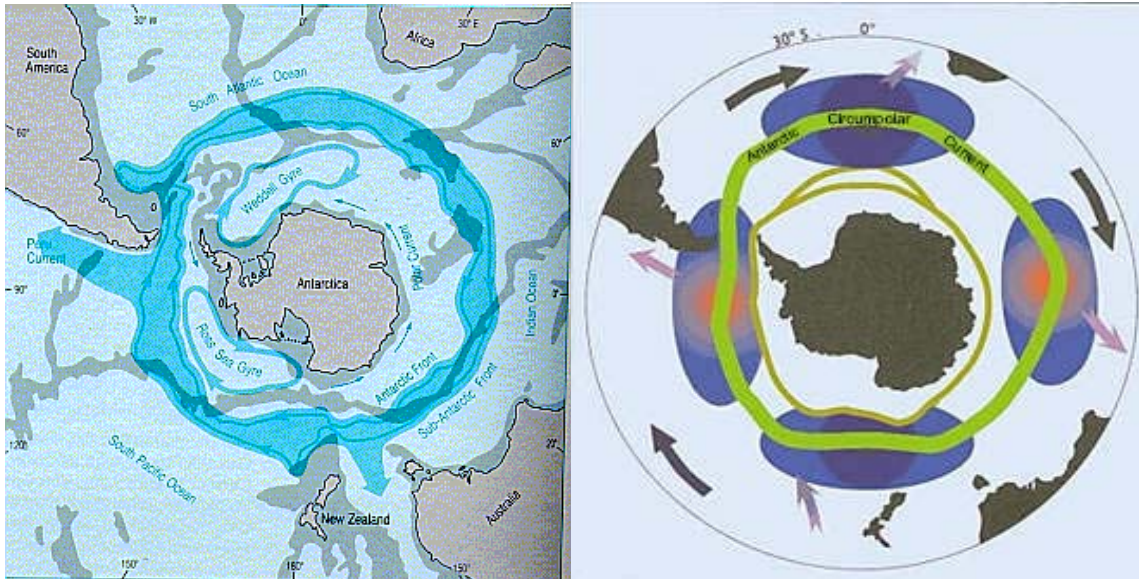 30° W
0°
30° E
South
America
Africa
South Atlantic Ocean
60°
60°
Weddell Gyre
0
Peru
Current
Polar Current
90°
Antarctica
0
Indian Ocean
Ross Sea Gyre
Antarctic Front
Sub-Antarctic Front
120°
20°
South Pacific Ocean
New Zealand
Australia
150°
180°
150°
30° S
0°
Antarctic
Circumpolar
Current